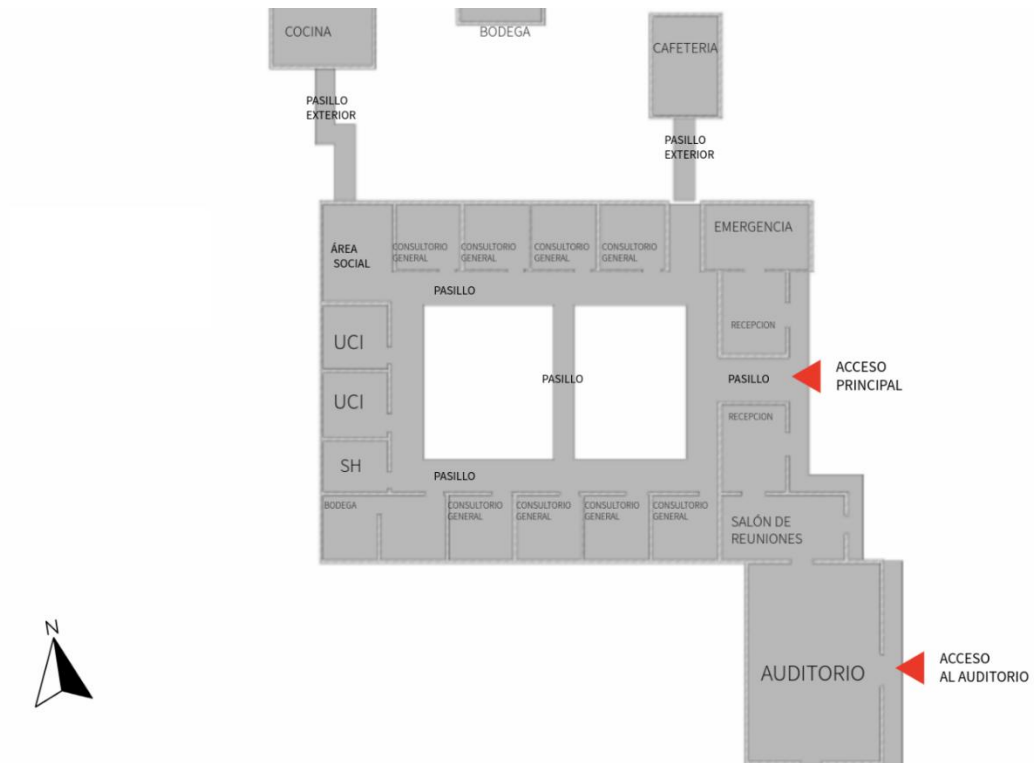 COCINA
BODEGA
CAFETERIA
PASILLO
EXTERIOR
PASILLO
EXTERIOR
EMERGENCIA
ÁREA
SOCIAL
CONSULTORIO
GENERAL
CONSULTORIO
GENERAL
CONSULTORIO
GENERAL
CONSULTORIO
GENERAL
PASILLO
RECEPCION
UCI
PASILLO
PASILLO
ACCESO
PRINCIPAL
UCI
RECEPCION
SH
PASILLO
BODEGA
CONSULTORIO
GENERAL
CONSULTORIO
GENERAL
CONSULTORIO
GENERAL
CONSULTORIO
GENERAL
SALÓN DE
REUNIONES
N
AUDITORIO
ACCESO
AL AUDITORIO